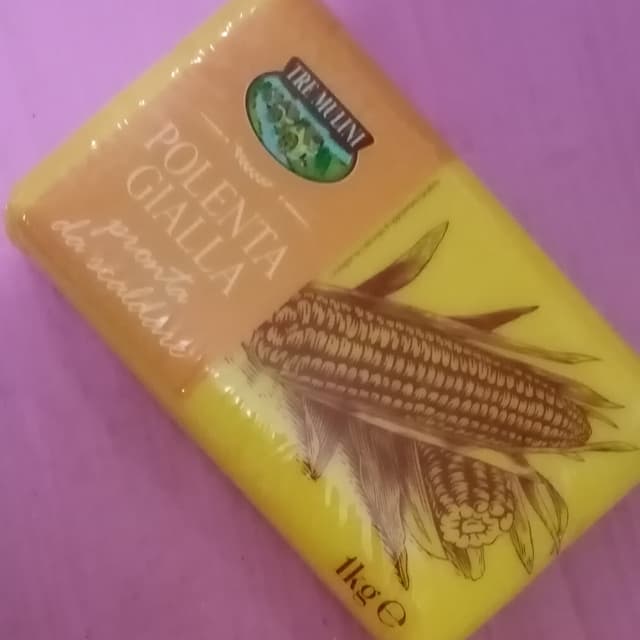 TRE MULINI
POLENTA
GIALLA
pronta
da scaldare
1kg e